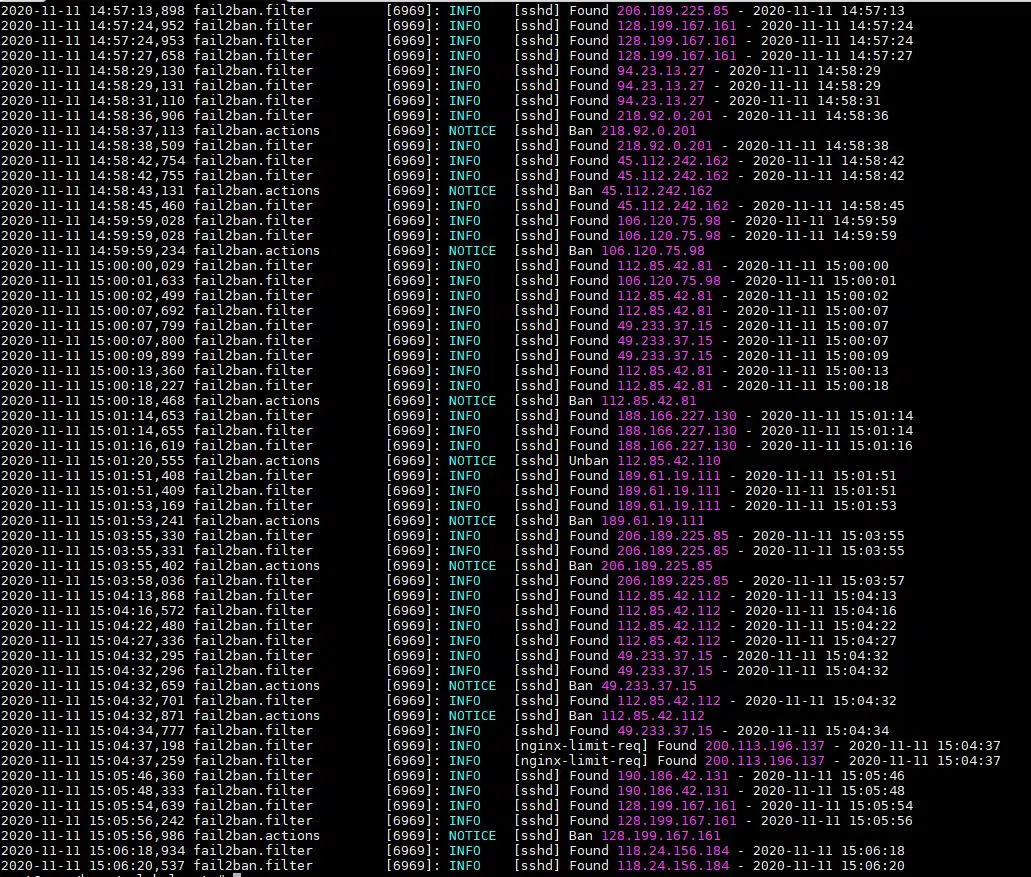 2020-11-11 14:57:13,898 fail2ban.filter [6969]: INFO [sshd] Found 206.189.225.85 - 2020-11-11 14:57:13
2020-11-11 14:57:24,952 fail2ban.filter [6969]: INFO [sshd] Found 128.199.167.161 - 2020-11-11 14:57:24
2020-11-11 14:57:24,953 fail2ban.filter [6969]: INFO [sshd] Found 128.199.167.161 - 2020-11-11 14:57:24
2020-11-11 14:57:27,658 fail2ban.filter [6969]: INFO [sshd] Found 128.199.167.161 - 2020-11-11 14:57:27
2020-11-11 14:58:29,130 fail2ban.filter [6969]: INFO [sshd] Found 94.23.13.27 - 2020-11-11 14:58:29
2020-11-11 14:58:29,131 fail2ban.filter [6969]: INFO [sshd] Found 94.23.13.27 - 2020-11-11 14:58:29
2020-11-11 14:58:31,110 fail2ban.filter [6969]: INFO [sshd] Found 94.23.13.27 - 2020-11-11 14:58:31
2020-11-11 14:58:36,906 fail2ban.filter [6969]: INFO [sshd] Found 218.92.0.201 - 2020-11-11 14:58:36
2020-11-11 14:58:37,113 fail2ban.actions [6969]: NOTICE [sshd] Ban 218.92.0.201
2020-11-11 14:58:38,509 fail2ban.filter [6969]: INFO [sshd] Found 218.92.0.201 - 2020-11-11 14:58:38
2020-11-11 14:58:42,754 fail2ban.filter [6969]: INFO [sshd] Found 45.112.242.162 - 2020-11-11 14:58:42
2020-11-11 14:58:42,755 fail2ban.filter [6969]: INFO [sshd] Found 45.112.242.162 - 2020-11-11 14:58:42
2020-11-11 14:58:43,131 fail2ban.actions [6969]: NOTICE [sshd] Ban 45.112.242.162
2020-11-11 14:58:45,460 fail2ban.filter [6969]: INFO [sshd] Found 45.112.242.162 - 2020-11-11 14:58:45
2020-11-11 14:59:59,028 fail2ban.filter [6969]: INFO [sshd] Found 106.120.75.98 - 2020-11-11 14:59:59
2020-11-11 14:59:59,028 fail2ban.filter [6969]: INFO [sshd] Found 106.120.75.98 - 2020-11-11 14:59:59
2020-11-11 14:59:59,234 fail2ban.actions [6969]: NOTICE [sshd] Ban 106.120.75.98
2020-11-11 15:00:00,029 fail2ban.filter [6969]: INFO [sshd] Found 112.85.42.81 - 2020-11-11 15:00:00
2020-11-11 15:00:01,633 fail2ban.filter [6969]: INFO [sshd] Found 106.120.75.98 - 2020-11-11 15:00:01
2020-11-11 15:00:02,499 fail2ban.filter [6969]: INFO [sshd] Found 112.85.42.81 - 2020-11-11 15:00:02
2020-11-11 15:00:07,692 fail2ban.filter [6969]: INFO [sshd] Found 112.85.42.81 - 2020-11-11 15:00:07
2020-11-11 15:00:07,799 fail2ban.filter [6969]: INFO [sshd] Found 49.233.37.15 - 2020-11-11 15:00:07
2020-11-11 15:00:07,800 fail2ban.filter [6969]: INFO [sshd] Found 49.233.37.15 - 2020-11-11 15:00:07
2020-11-11 15:00:09,899 fail2ban.filter [6969]: INFO [sshd] Found 49.233.37.15 - 2020-11-11 15:00:09
2020-11-11 15:00:13,360 fail2ban.filter [6969]: INFO [sshd] Found 112.85.42.81 - 2020-11-11 15:00:13
2020-11-11 15:00:18,227 fail2ban.filter [6969]: INFO [sshd] Found 112.85.42.81 - 2020-11-11 15:00:18
2020-11-11 15:00:18,468 fail2ban.actions [6969]: NOTICE [sshd] Ban 112.85.42.81
2020-11-11 15:01:14,653 fail2ban.filter [6969]: INFO [sshd] Found 188.166.227.130 - 2020-11-11 15:01:14
2020-11-11 15:01:14,655 fail2ban.filter [6969]: INFO [sshd] Found 188.166.227.130 - 2020-11-11 15:01:14
2020-11-11 15:01:16,619 fail2ban.filter [6969]: INFO [sshd] Found 188.166.227.130 - 2020-11-11 15:01:16
2020-11-11 15:01:20,555 fail2ban.actions [6969]: NOTICE [sshd] Unban 112.85.42.110
2020-11-11 15:01:51,408 fail2ban.filter [6969]: INFO [sshd] Found 189.61.19.111 - 2020-11-11 15:01:51
2020-11-11 15:01:51,409 fail2ban.filter [6969]: INFO [sshd] Found 189.61.19.111 - 2020-11-11 15:01:51
2020-11-11 15:01:53,169 fail2ban.filter [6969]: INFO [sshd] Found 189.61.19.111 - 2020-11-11 15:01:53
2020-11-11 15:01:53,241 fail2ban.actions [6969]: NOTICE [sshd] Ban 189.61.19.111
2020-11-11 15:03:55,330 fail2ban.filter [6969]: INFO [sshd] Found 206.189.225.85 - 2020-11-11 15:03:55
2020-11-11 15:03:55,331 fail2ban.filter [6969]: INFO [sshd] Found 206.189.225.85 - 2020-11-11 15:03:55
2020-11-11 15:03:55,402 fail2ban.actions [6969]: NOTICE [sshd] Ban 206.189.225.85
2020-11-11 15:03:58,036 fail2ban.filter [6969]: INFO [sshd] Found 206.189.225.85 - 2020-11-11 15:03:57
2020-11-11 15:04:13,868 fail2ban.filter [6969]: INFO [sshd] Found 112.85.42.112 - 2020-11-11 15:04:13
2020-11-11 15:04:16,572 fail2ban.filter [6969]: INFO [sshd] Found 112.85.42.112 - 2020-11-11 15:04:16
2020-11-11 15:04:22,480 fail2ban.filter [6969]: INFO [sshd] Found 112.85.42.112 - 2020-11-11 15:04:22
2020-11-11 15:04:27,336 fail2ban.filter [6969]: INFO [sshd] Found 112.85.42.112 - 2020-11-11 15:04:27
2020-11-11 15:04:32,295 fail2ban.filter [6969]: INFO [sshd] Found 49.233.37.15 - 2020-11-11 15:04:32
2020-11-11 15:04:32,296 fail2ban.filter [6969]: INFO [sshd] Found 49.233.37.15 - 2020-11-11 15:04:32
2020-11-11 15:04:32,659 fail2ban.actions [6969]: NOTICE [sshd] Ban 49.233.37.15
2020-11-11 15:04:32,701 fail2ban.filter [6969]: INFO [sshd] Found 112.85.42.112 - 2020-11-11 15:04:32
2020-11-11 15:04:32,871 fail2ban.actions [6969]: NOTICE [sshd] Ban 112.85.42.112
2020-11-11 15:04:34,777 fail2ban.filter [6969]: INFO [sshd] Found 49.233.37.15 - 2020-11-11 15:04:34
2020-11-11 15:04:37,198 fail2ban.filter [6969]: INFO [nginx-limit-req] Found 200.113.196.137 - 2020-11-11 15:04:37
2020-11-11 15:04:37,259 fail2ban.filter [6969]: INFO [nginx-limit-req] Found 200.113.196.137 - 2020-11-11 15:04:37
2020-11-11 15:05:46,360 fail2ban.filter [6969]: INFO [sshd] Found 190.186.42.131 - 2020-11-11 15:05:46
2020-11-11 15:05:48,333 fail2ban.filter [6969]: INFO [sshd] Found 190.186.42.131 - 2020-11-11 15:05:48
2020-11-11 15:05:54,639 fail2ban.filter [6969]: INFO [sshd] Found 128.199.167.161 - 2020-11-11 15:05:54
2020-11-11 15:05:56,242 fail2ban.filter [6969]: INFO [sshd] Found 128.199.167.161 - 2020-11-11 15:05:56
2020-11-11 15:05:56,986 fail2ban.actions [6969]: NOTICE [sshd] Ban 128.199.167.161
2020-11-11 15:06:18,934 fail2ban.filter [6969]: INFO [sshd] Found 118.24.156.184 - 2020-11-11 15:06:18
2020-11-11 15:06:20,537 fail2ban.filter [6969]: INFO [sshd] Found 118.24.156.184 - 2020-11-11 15:06:20